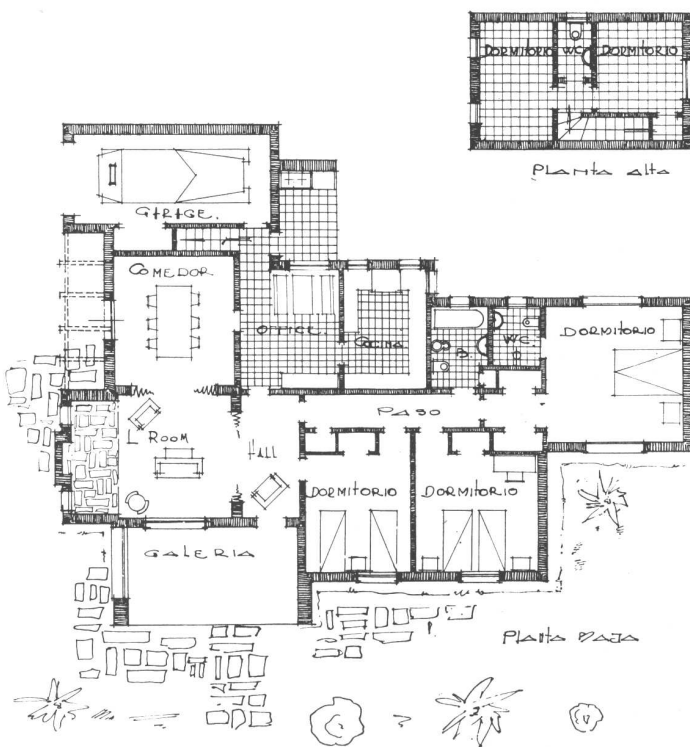 DORMITORIO
WC.
DORMITORIO
PLANTA ALTA
GARAGE.
COMEDOR
OFFICE.
COCINA
B.
WC.
DORMITORIO
PASO
L ROOM
HALL
DORMITORIO
DORMITORIO
GALERIA
PLANTA BAJA